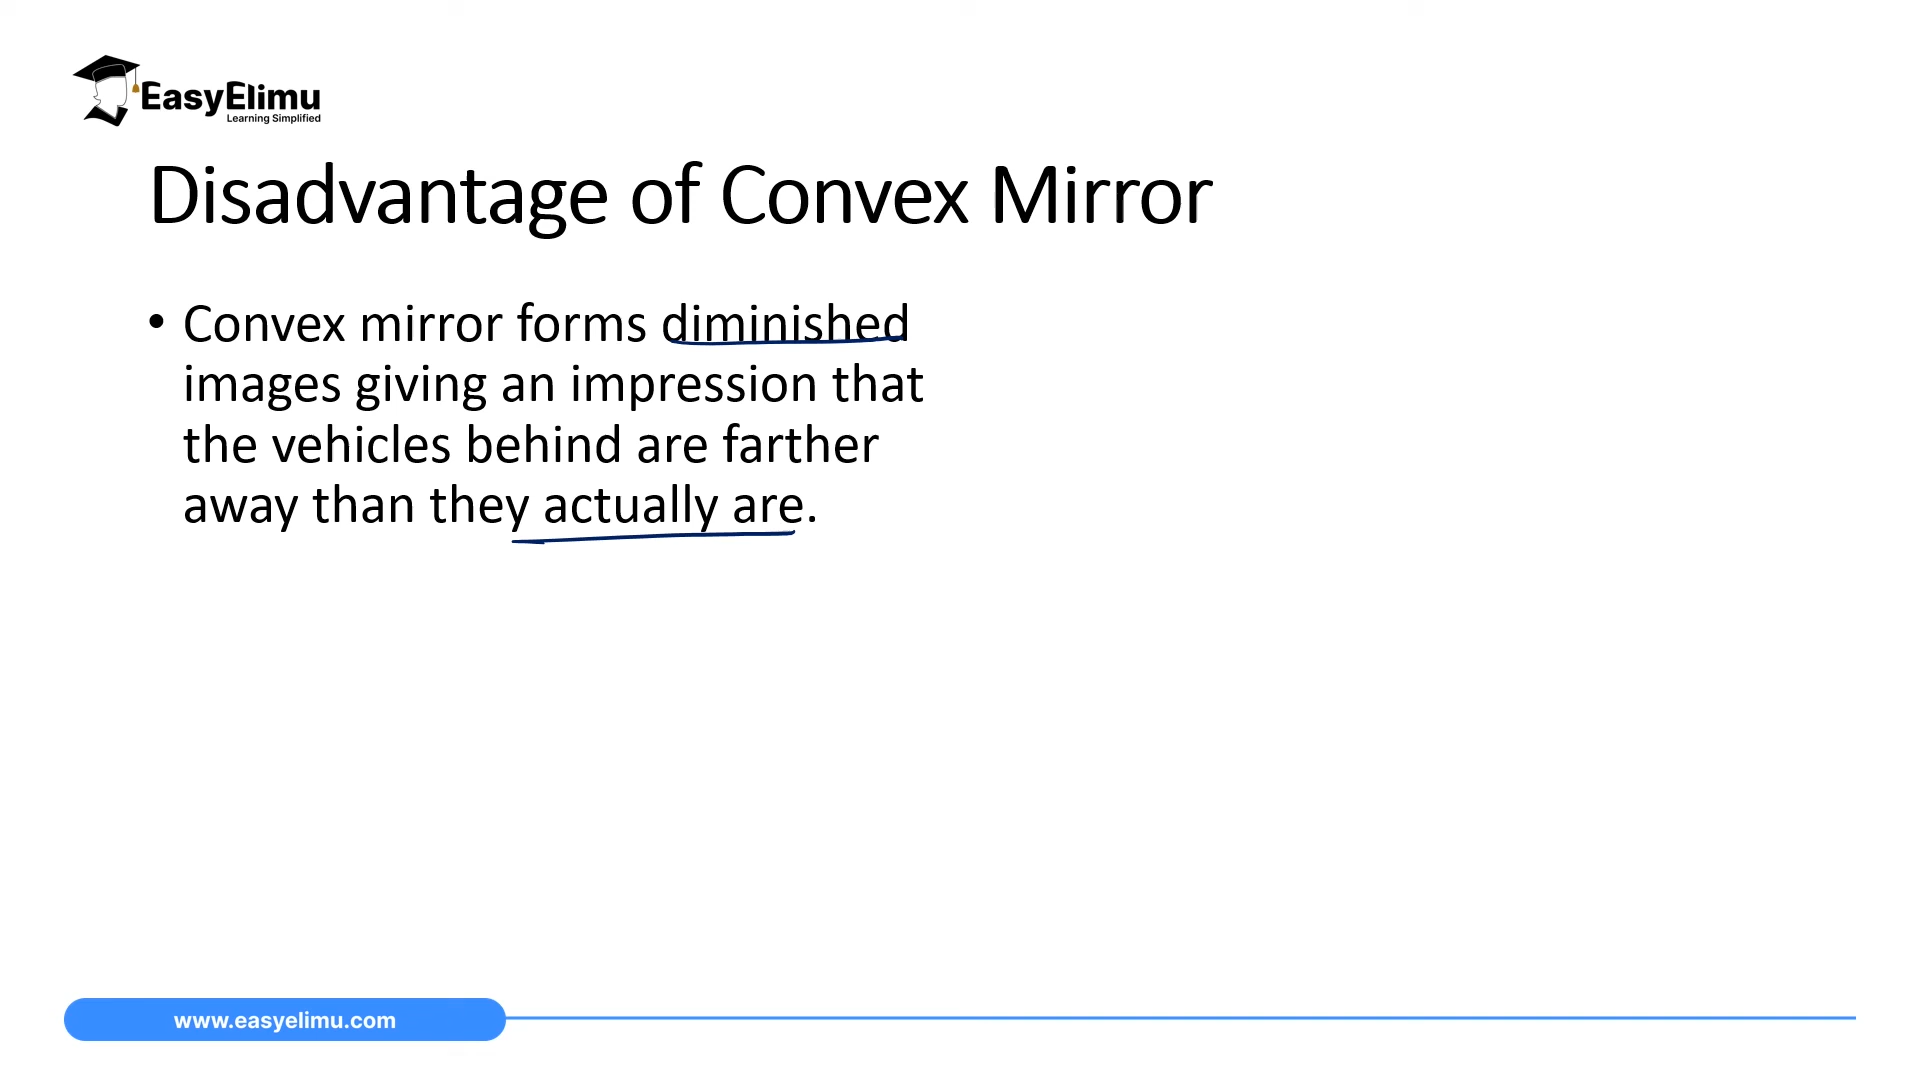 EasyElimu
Learning Simplified
Disadvantage of Convex Mirror
• Convex mirror forms diminished
images giving an impression that
the vehicles behind are farther
away than they actually are.
www.easyelimu.com